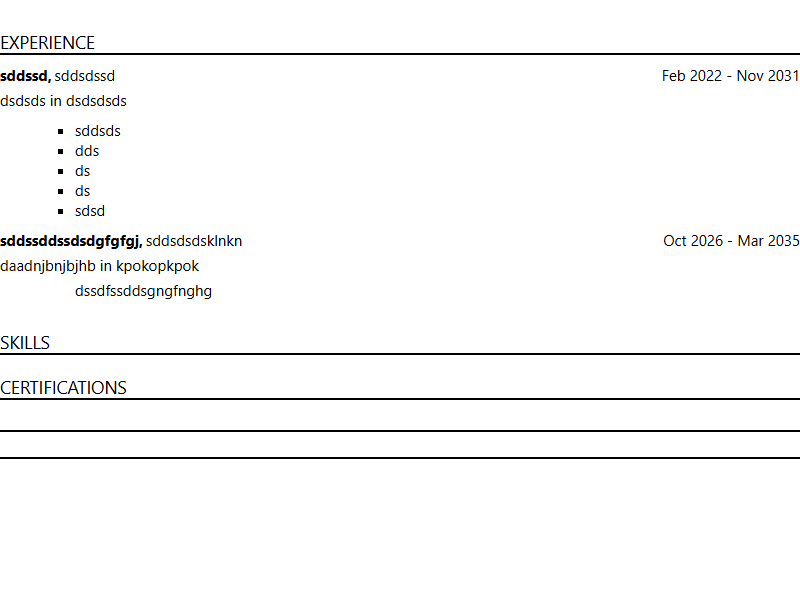 EXPERIENCE
sddssd, sddsdssd Feb 2022 - Nov 2031
dsdsds in dsdsdsds
sddsds
dds
ds
ds
sdsd
sddssddssdsdgfgfgj, sddsdsdsklnkn Oct 2026 - Mar 2035
daadnjbnjbjhb in kpokopkpok
dssdfssddsgngfnghg
SKILLS
CERTIFICATIONS